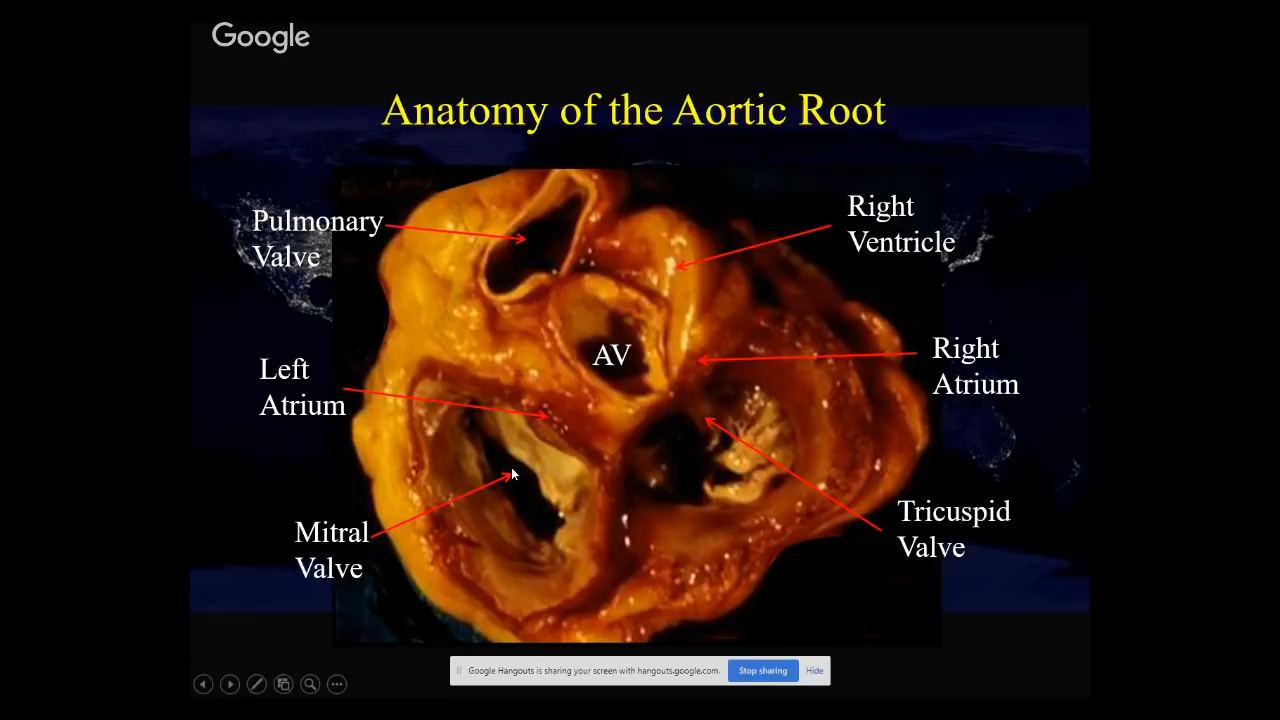 Google
Anatomy of the Aortic Root
Pulmonary
Valve
Right
Ventricle
AV
Left
Atrium
Right
Atrium
Mitral
Valve
Tricuspid
Valve
Google Hangouts is sharing your screen with hangouts.google.com.
Stop sharing
Hide